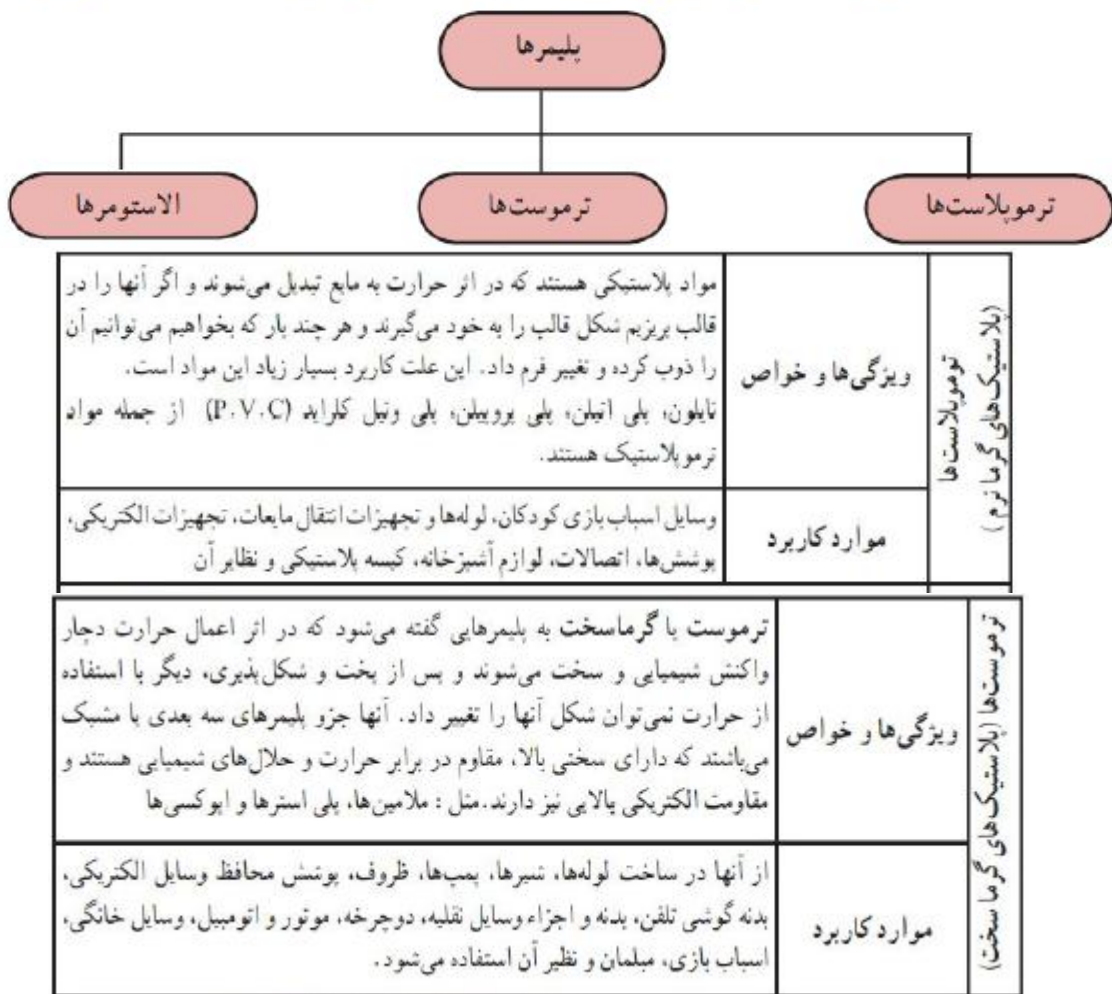 پلیمرها
ترموپلاست‌ها
ترموست‌ها
الاستومرها
توموپلاست‌ها
(پلاستیک‌های گرما نرم)
ویژگی‌ها و خواص
مواد پلاستیکی هستند که در اثر حرارت به مایع تبدیل می‌شوند و اگر آنها را در
قالب بریزیم شکل قالب را به خود می‌گیرند و هر چند بار که بخواهیم می‌توانیم آن
را ذوب کرده و تغییر فرم داد. این علت کاربرد بسیار زیاد این مواد است.
نایلون، پلی اتیلن، پلی پروپیلن، پلی ونیل کلراید (P.V.C) از جمله مواد
ترموپلاستیک هستند.
موارد کاربرد
وسایل اسباب‌بازی کودکان، لوله‌ها و تجهیزات انتقال مایعات، تجهیزات الکتریکی،
پوشش‌ها، اتصالات، لوازم آشپزخانه، کیسه پلاستیکی و نظایر آن
ترموست‌ها (پلاستیک‌های گرما سخت)
ویژگی‌ها و خواص
ترموست یا گرماسخت به پلیمرهایی گفته می‌شود که در اثر اعمال حرارت دچار
واکنش شیمیایی و سخت می‌شوند و پس از پخت و شکل‌پذیری، دیگر با استفاده
از حرارت نمی‌توان شکل آنها را تغییر داد. آنها جزو پلیمرهای سه بعدی یا مشبک
می‌باشند که دارای سختی بالا، مقاوم در برابر حرارت و حلال‌های شیمیایی هستند و
مقاومت الکتریکی بالایی نیز دارند.مثل : ملامین‌ها، پلی استرها و اپوکسی‌ها
موارد کاربرد
از آنها در ساخت لوله‌ها، شیرها، پمپ‌ها، ظروف، پوشش محافظ وسایل الکتریکی،
بدنه گوشی تلفن، بدنه و اجزاء وسایل نقلیه، دوچرخه، موتور و اتومبیل، وسایل خانگی،
اسباب بازی، مبلمان و نظیر آن استفاده می‌شود.